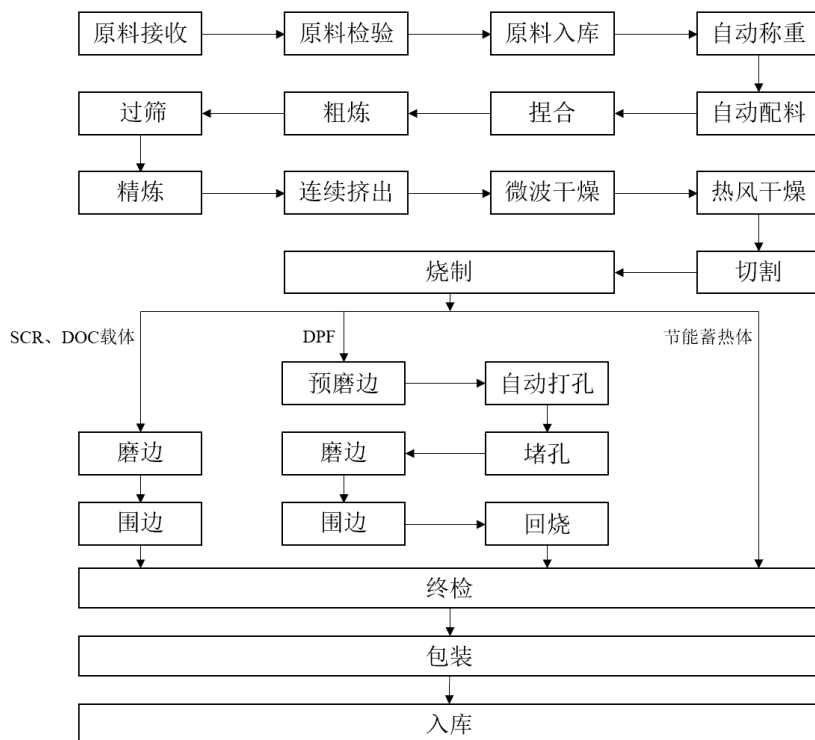 原料接收
原料检验
原料入库
自动称重
过筛
粗炼
捏合
自动配料
精炼
连续挤出
微波干燥
热风干燥
烧制
切割
SCR、DOC载体
DPF
节能蓄热体
预磨边
自动打孔
磨边
磨边
堵孔
围边
围边
回烧
终检
包装
入库